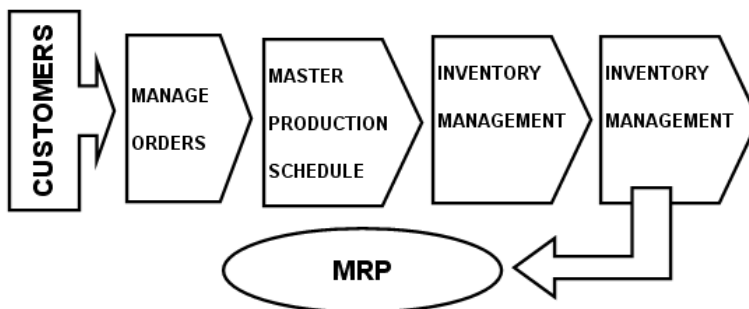 CUSTOMERS
MANAGE
ORDERS
MASTER
PRODUCTION
SCHEDULE
INVENTORY
MANAGEMENT
INVENTORY
MANAGEMENT
MRP